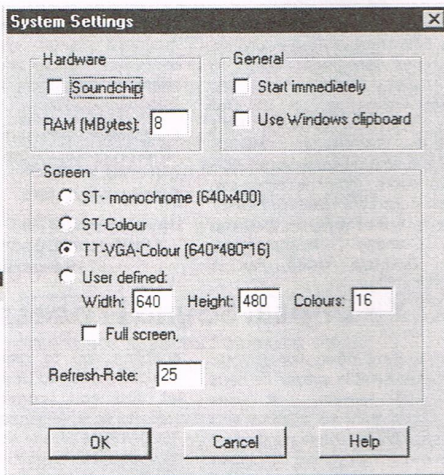 System Settings
Hardware
Soundchip
RAM (MBytes): 8
General
Start immediately
Use Windows clipboard
Screen
ST- monochrome (640x400)
ST-Colour
TT-VGA-Colour (640*480*16)
User defined:
Width: 640 Height: 480 Colours: 16
Full screen,
Refresh-Rate: 25
OK Cancel Help